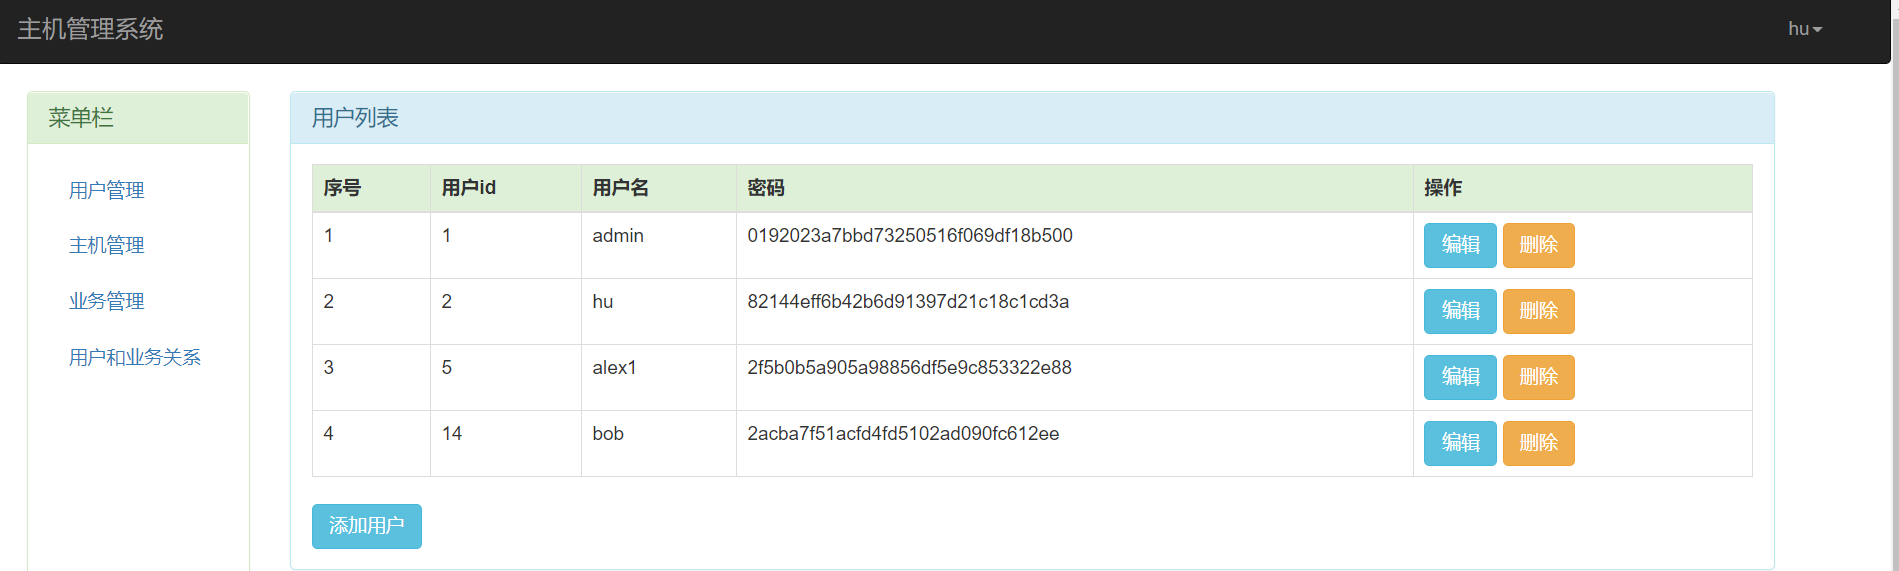 主机管理系统
hu
菜单栏
用户管理
主机管理
业务管理
用户和业务关系
用户列表
序号 用户id 用户名 密码 操作
1 1 admin 0192023a7bbd73250516f069df18b500 编辑 删除
2 2 hu 82144eff6b42b6d91397d21c18c1cd3a 编辑 删除
3 5 alex1 2f5b0b5a905a98856df5e9c853322e88 编辑 删除
4 14 bob 2acba7f51acfd4fd5102ad090fc612ee 编辑 删除
添加用户